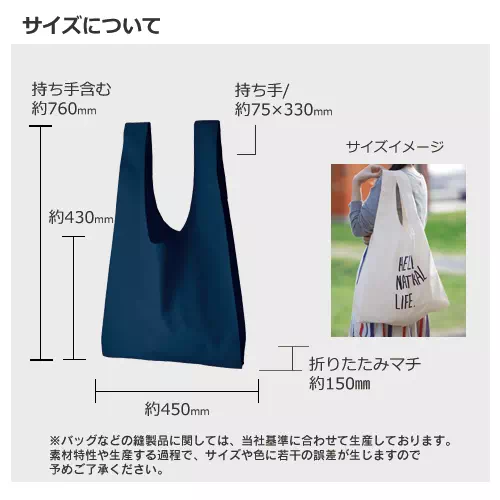 サイズについて
持ち手含む
約760mm
持ち手/
約75×330mm
サイズイメージ
約430mm
HELLO
NATURAL
LIFE.
折りたたみマチ
約150㎜
約450mm
※バッグなどの縫製品に関しては、当社基準に合わせて生産しております。
素材特性や生産する過程で、サイズや色に若干の誤差が生じますので
予めご了承ください。